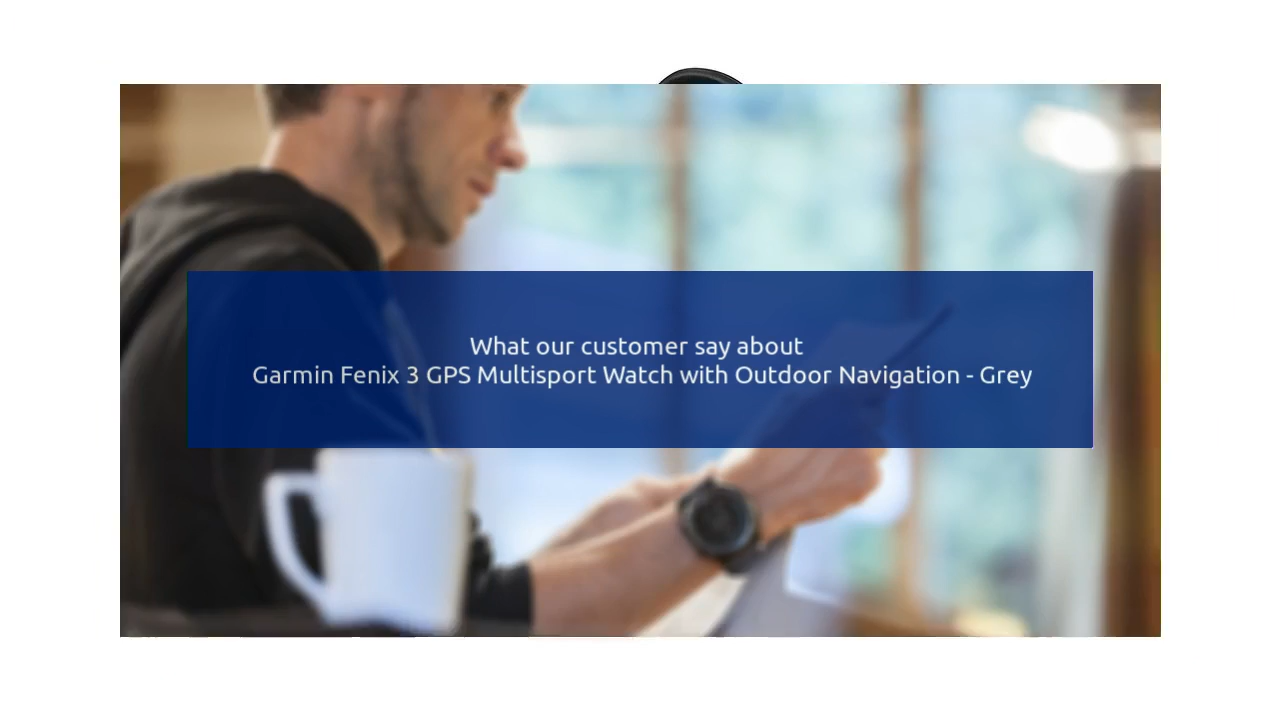 What our customer say about
Garmin Fenix 3 GPS Multisport Watch with Outdoor Navigation - Grey